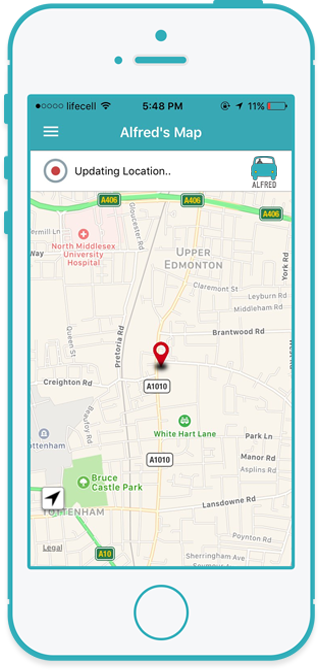 lifecell 5:48 PM 11%
Alfred's Map
Updating Location..
ALFRED
A406 A406
A406
Gloucester Rd
North Middlesex
University
Hospital
Way
UPPER
EDMONTON
York Rd
Claremont St
Leyburn Rd
Middleham Rd
Queen St
Pretoria Rd
Brantwood Rd
Creighton Rd
A1010
Beaufoy Rd
White Hart Lane
Park Ln
ottenham
A1010
Manor Rd
Asplins Rd
Bruce
Castle Park
Lansdowne Rd
TOTTENHAM
Poynton Rd
Legal
A10
Sherringham Ave